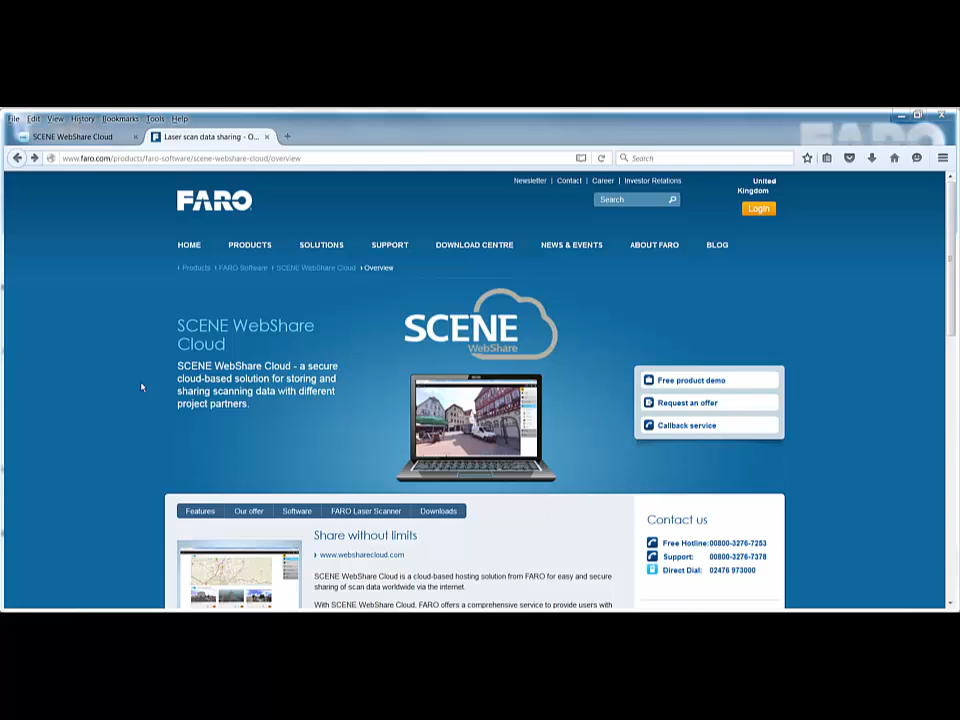 File Edit View History Bookmarks Tools Help
SCENE WebShare Cloud × Laser scan data sharing - O... × +
www.faro.com/products/faro-software/scene-webshare-cloud/overview Search
Newsletter | Contact | Career | Investor Relations
United
Kingdom
FARO
Search
Login
HOME PRODUCTS SOLUTIONS SUPPORT DOWNLOAD CENTRE NEWS & EVENTS ABOUT FARO BLOG
Products FARO Software SCENE WebShare Cloud Overview
SCENE WebShare
Cloud
SCENE
WebShare
SCENE WebShare Cloud - a secure
cloud-based solution for storing and
sharing scanning data with different
project partners.
Free product demo
Request an offer
Callback service
Features Our offer Software FARO Laser Scanner Downloads
Share without limits
www.websharecloud.com
SCENE WebShare Cloud is a cloud-based hosting solution from FARO for easy and secure
sharing of scan data worldwide via the internet.
With SCENE WebShare Cloud, FARO offers a comprehensive service to provide users with
Contact us
Free Hotline:00800-3276-7253
Support: 00800-3276-7378
Direct Dial: 02476 973000